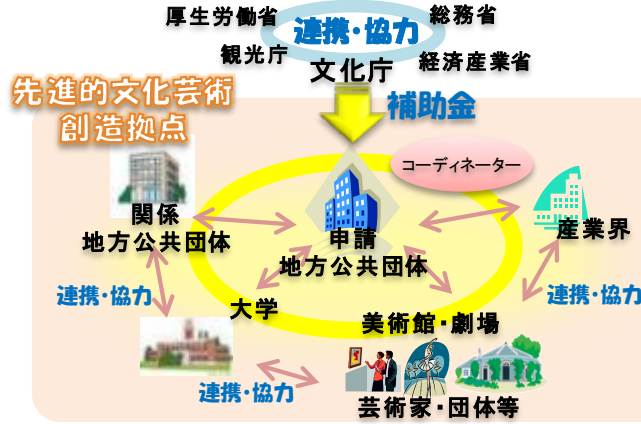 厚生労働省
総務省
連携・協力
観光庁
文化庁
経済産業省
先進的文化芸術
創造拠点
補助金
コーディネーター
関係
地方公共団体
申請
地方公共団体
産業界
連携・協力
大学
連携・協力
美術館・劇場
連携・協力
芸術家・団体等